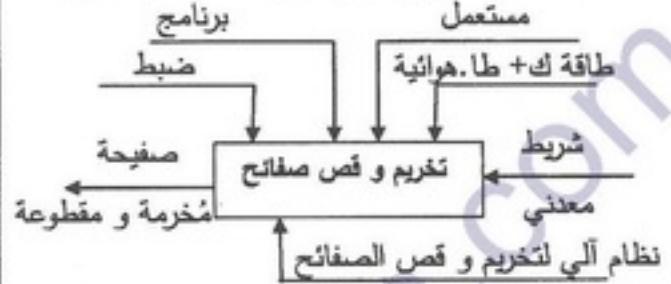 مستعمل
برنامج
طاقة ك+ طا.هوائية
ضبط
شريط
صفيحة
تخريم و قص صفائح
معدني
مُخرمة و مقطوعة
نظام آلي لتخريم و قص الصفائح
com